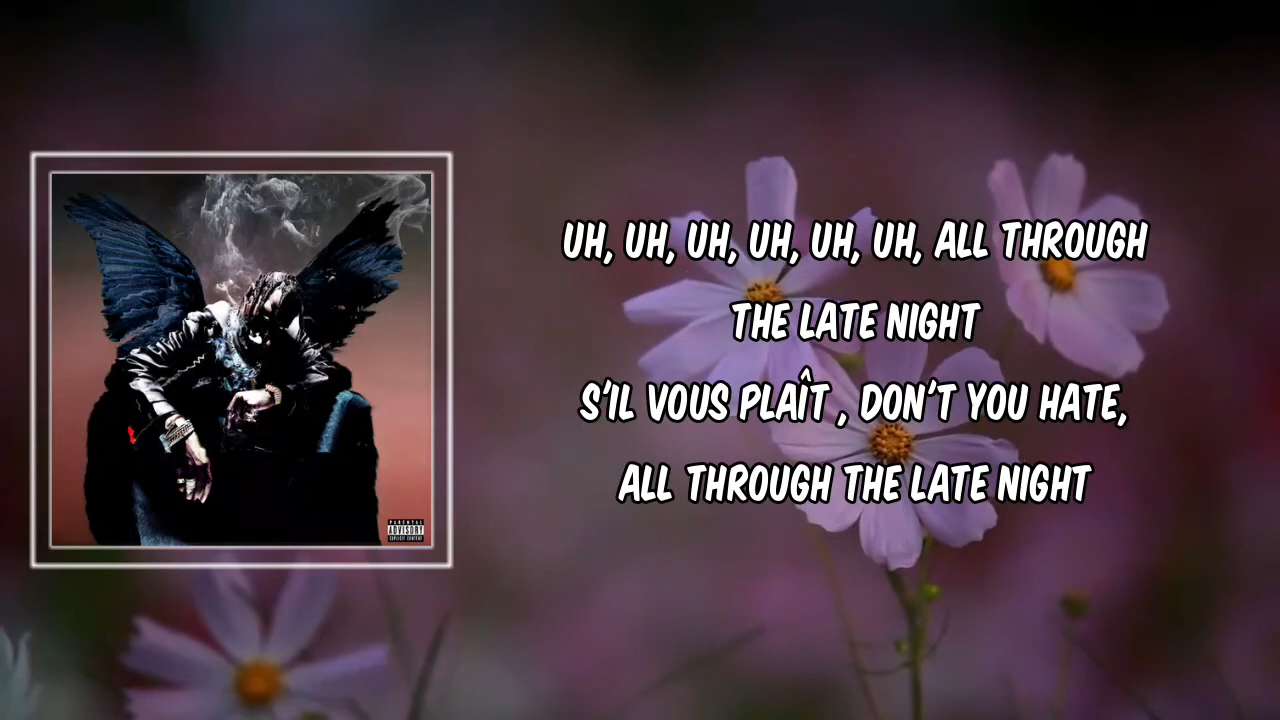 UH, UH, UH, UH, UH, UH, ALL THROUGH
THE LATE NIGHT
S'IL VOUS PLAÎT , DON'T YOU HATE,
ALL THROUGH THE LATE NIGHT
PARENTAL
ADVISORY
EXPLICIT CONTENT